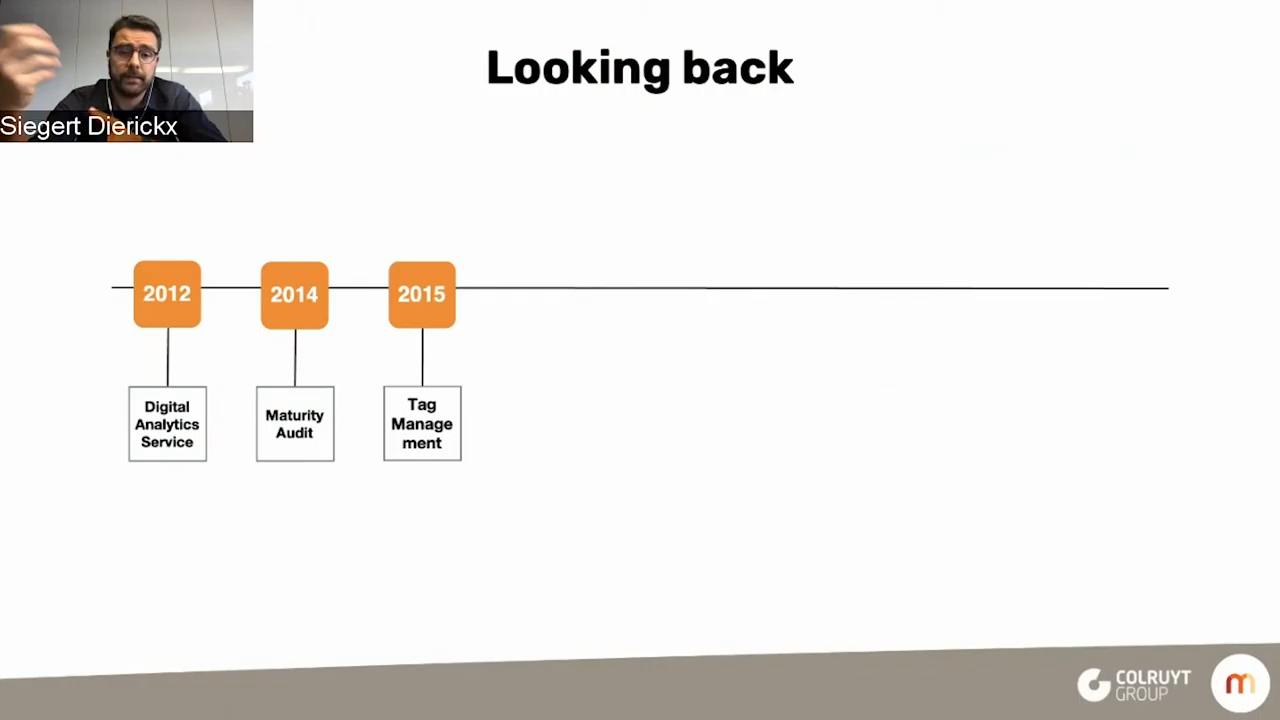 Looking back
Siegert Dierickx
2012
2014
2015
Digital
Analytics
Service
Maturity
Audit
Tag
Manage
ment
COLRUYT
GROUP
m